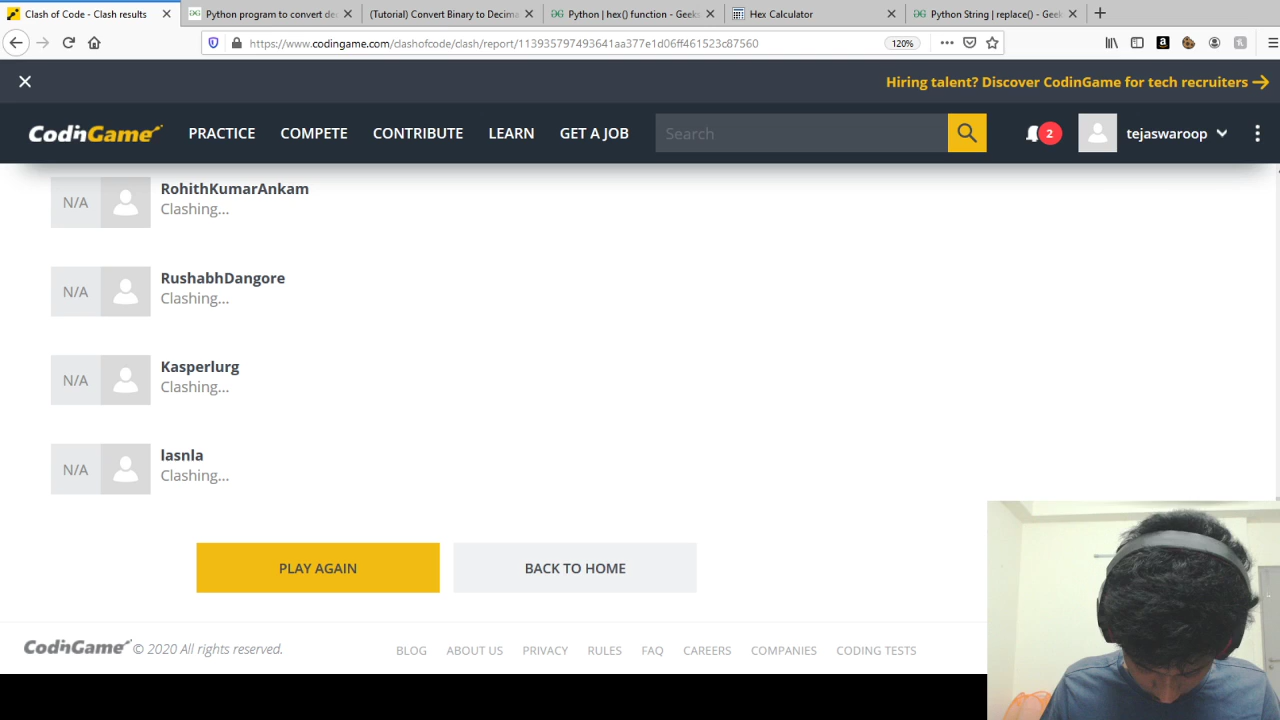 Clash of Code - Clash results
Python program to convert dec
(Tutorial) Convert Binary to Decima
Python | hex() function - Geeks
Hex Calculator
Python String | replace() - Geek
https://www.codingame.com/clashofcode/clash/report/113935797493641aa377e1d06ff461523c87560
120%
Hiring talent? Discover CodinGame for tech recruiters
CodinGame
PRACTICE
COMPETE
CONTRIBUTE
LEARN
GET A JOB
Search
2
tejaswaroop
N/A
RohithKumarAnkam
Clashing...
N/A
RushabhDangore
Clashing...
N/A
Kasperlurg
Clashing...
N/A
lasnla
Clashing...
PLAY AGAIN
BACK TO HOME
CodinGame © 2020 All rights reserved.
BLOG
ABOUT US
PRIVACY
RULES
FAQ
CAREERS
COMPANIES
CODING TESTS